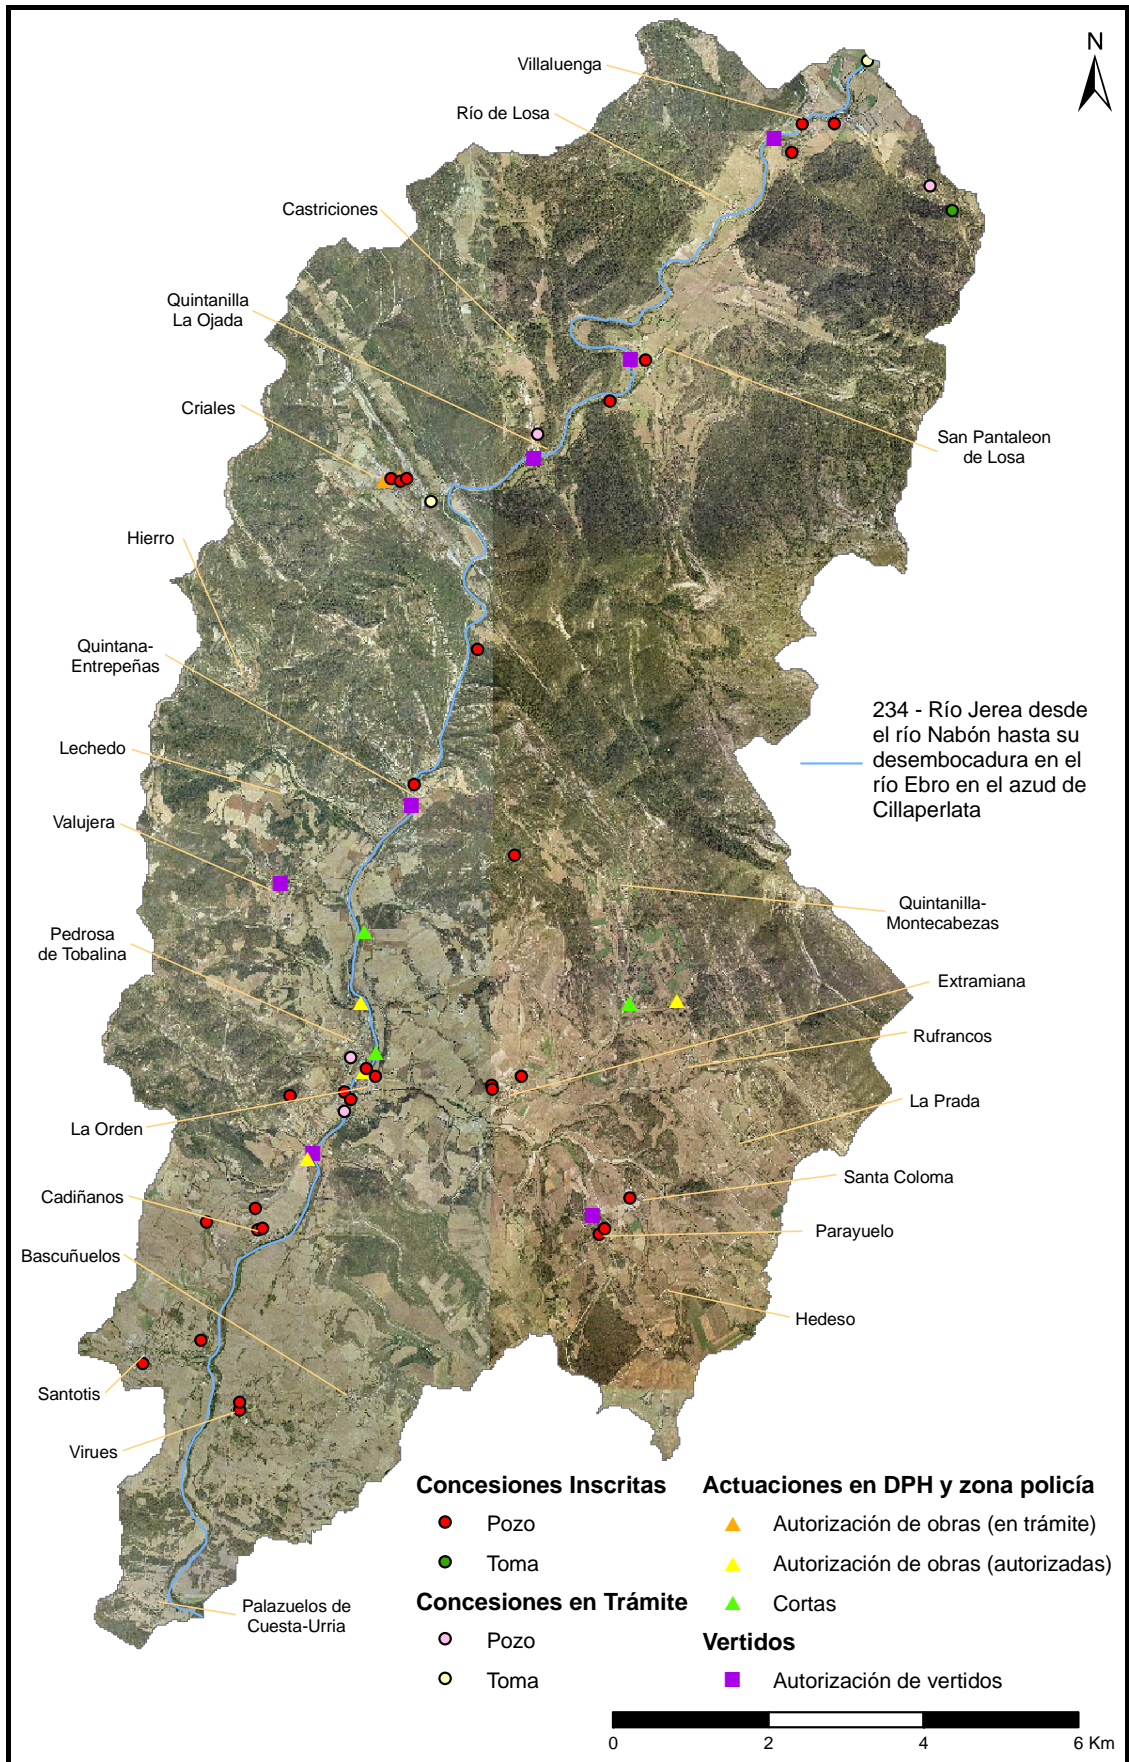 N
Villaluenga
Río de Losa
Castriciones
Quintanilla
La Ojada
Criales
San Pantaleon
de Losa
Hierro
Quintana-
Entrepeñas
234 - Río Jerea desde
el río Nabón hasta su
desembocadura en el
río Ebro en el azud de
Cillaperlata
Lechedo
Valujera
Quintanilla-
Montecabezas
Pedrosa
de Tobalina
Extramiana
Rufrancos
La Prada
La Orden
Santa Coloma
Cadiñanos
Parayuelo
Bascuñuelos
Hedeso
Santotis
Virues
Palazuelos de
Cuesta-Urria
Concesiones Inscritas
Pozo
Toma
Concesiones en Trámite
Pozo
Toma
Actuaciones en DPH y zona policía
Autorización de obras (en trámite)
Autorización de obras (autorizadas)
Cortas
Vertidos
Autorización de vertidos
0 2 4 6 Km